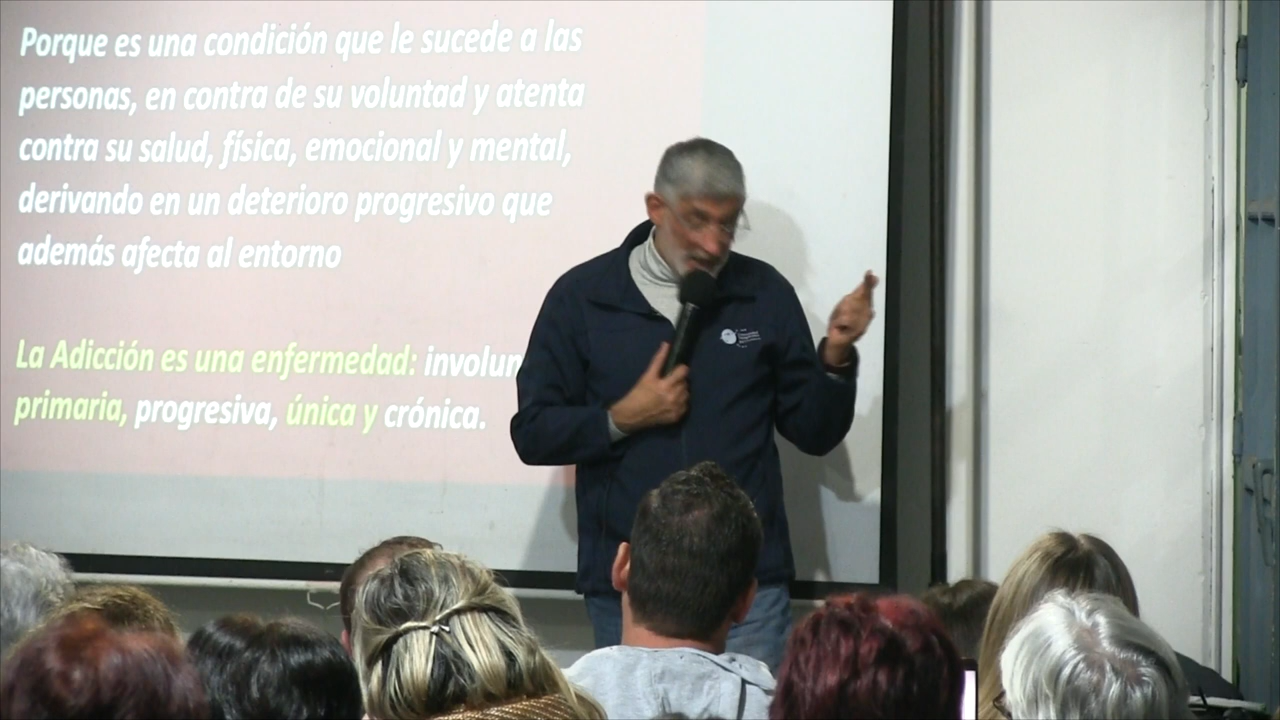 Porque es una condición que le sucede a las
personas, en contra de su voluntad y atenta
contra su salud, física, emocional y mental,
derivando en un deterioro progresivo que
además afecta al entorno
La Adicción es una enfermedad: involun
primaria, progresiva, única y crónica.